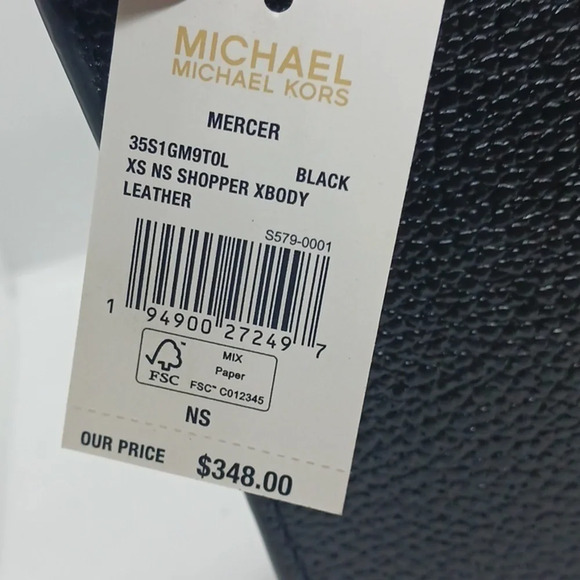 MICHAEL
MICHAEL KORS
MERCER
35S1GM9T0L BLACK
XS NS SHOPPER XBODY
LEATHER
S579-0001
1 94900 27249 7
FSC
MIX
Paper
FSC™ C012345
NS
OUR PRICE $348.00